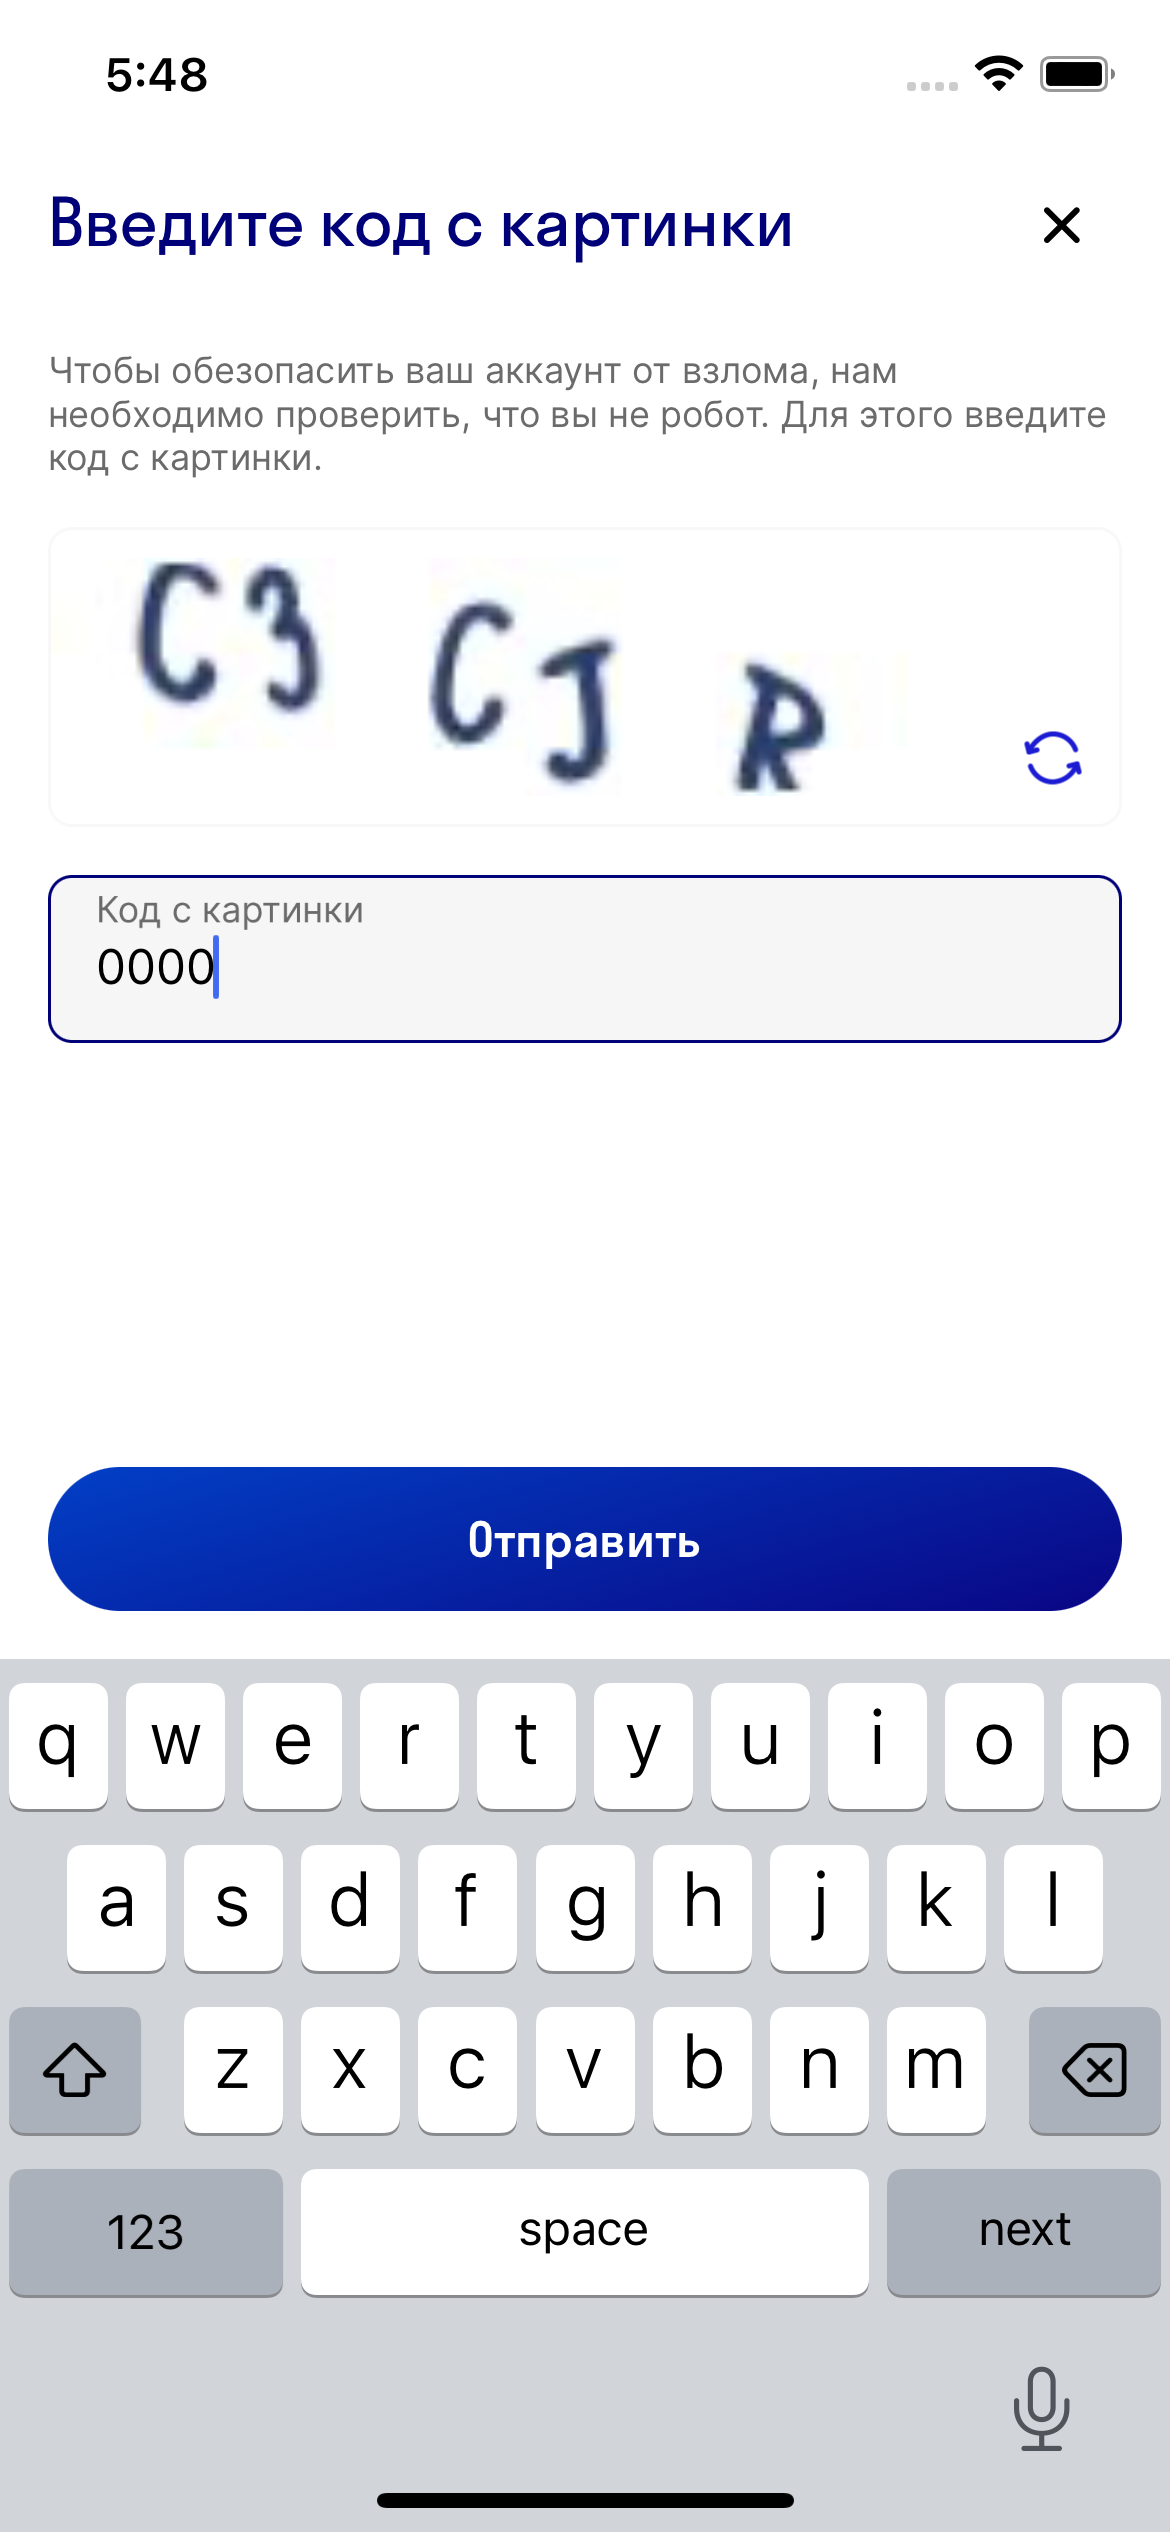 5:48
Введите код с картинки
Чтобы обезопасить ваш аккаунт от взлома, нам
необходимо проверить, что вы не робот. Для этого введите
код с картинки.
C3 CJ R
Код с картинки
0000
Отправить
q w e r t y u i o p
a s d f g h j k l
z x c v b n m
123 space next